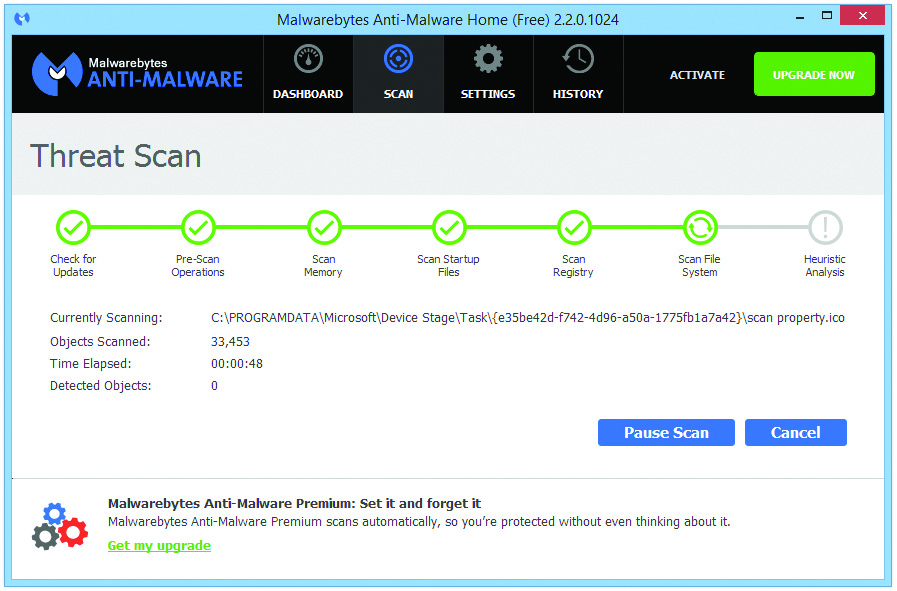 Malwarebytes Anti-Malware Home (Free) 2.2.0.1024
Malwarebytes
ANTI-MALWARE
DASHBOARD
SCAN
SETTINGS
HISTORY
ACTIVATE
UPGRADE NOW
Threat Scan
Check for
Updates
Pre-Scan
Operations
Scan
Memory
Scan Startup
Files
Scan
Registry
Scan File
System
Heuristic
Analysis
Currently Scanning: C:\PROGRAMDATA\Microsoft\Device Stage\Task\{e35be42d-f742-4d96-a50a-1775fb1a7a42}\scan property.ico
Objects Scanned: 33,453
Time Elapsed: 00:00:48
Detected Objects: 0
Pause Scan
Cancel
Malwarebytes Anti-Malware Premium: Set it and forget it
Malwarebytes Anti-Malware Premium scans automatically, so you’re protected without even thinking about it.
Get my upgrade